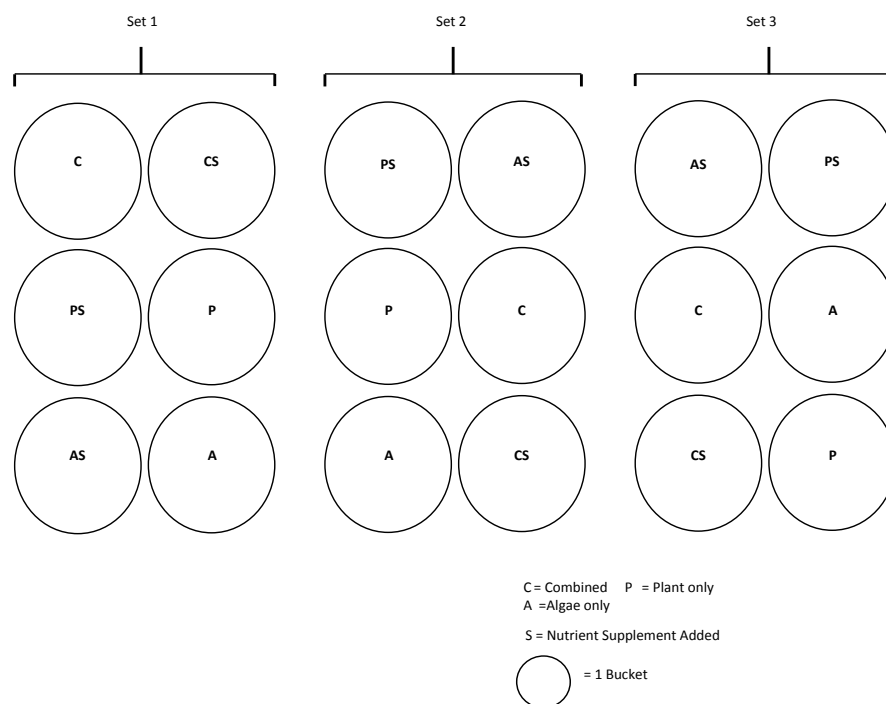 Set 1 Set 2 Set 3
C CS PS AS AS PS
PS P P C C A
AS A A CS CS P
C = Combined P = Plant only
A =Algae only
S = Nutrient Supplement Added
= 1 Bucket